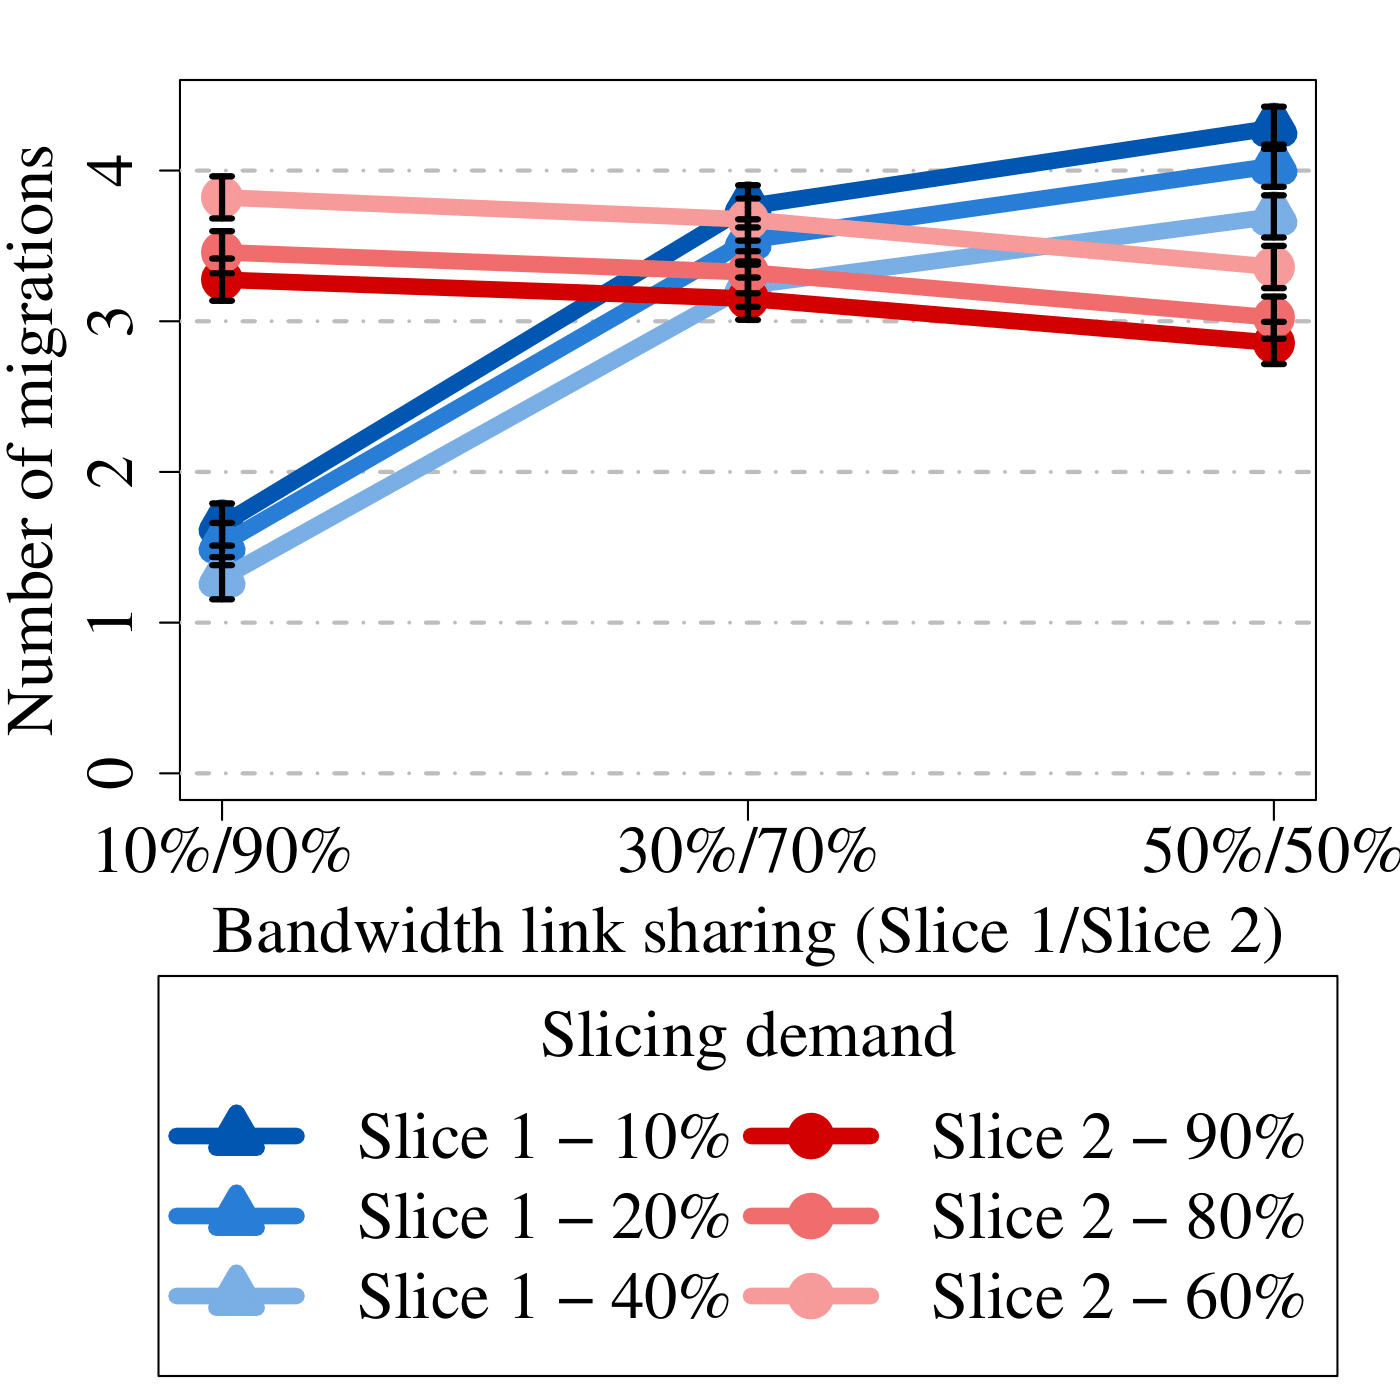 Number of migrations
4
3
2
1
0
10%/90% 30%/70% 50%/50%
Bandwidth link sharing (Slice 1/Slice 2)
Slicing demand
Slice 1 – 10% Slice 2 – 90%
Slice 1 – 20% Slice 2 – 80%
Slice 1 – 40% Slice 2 – 60%